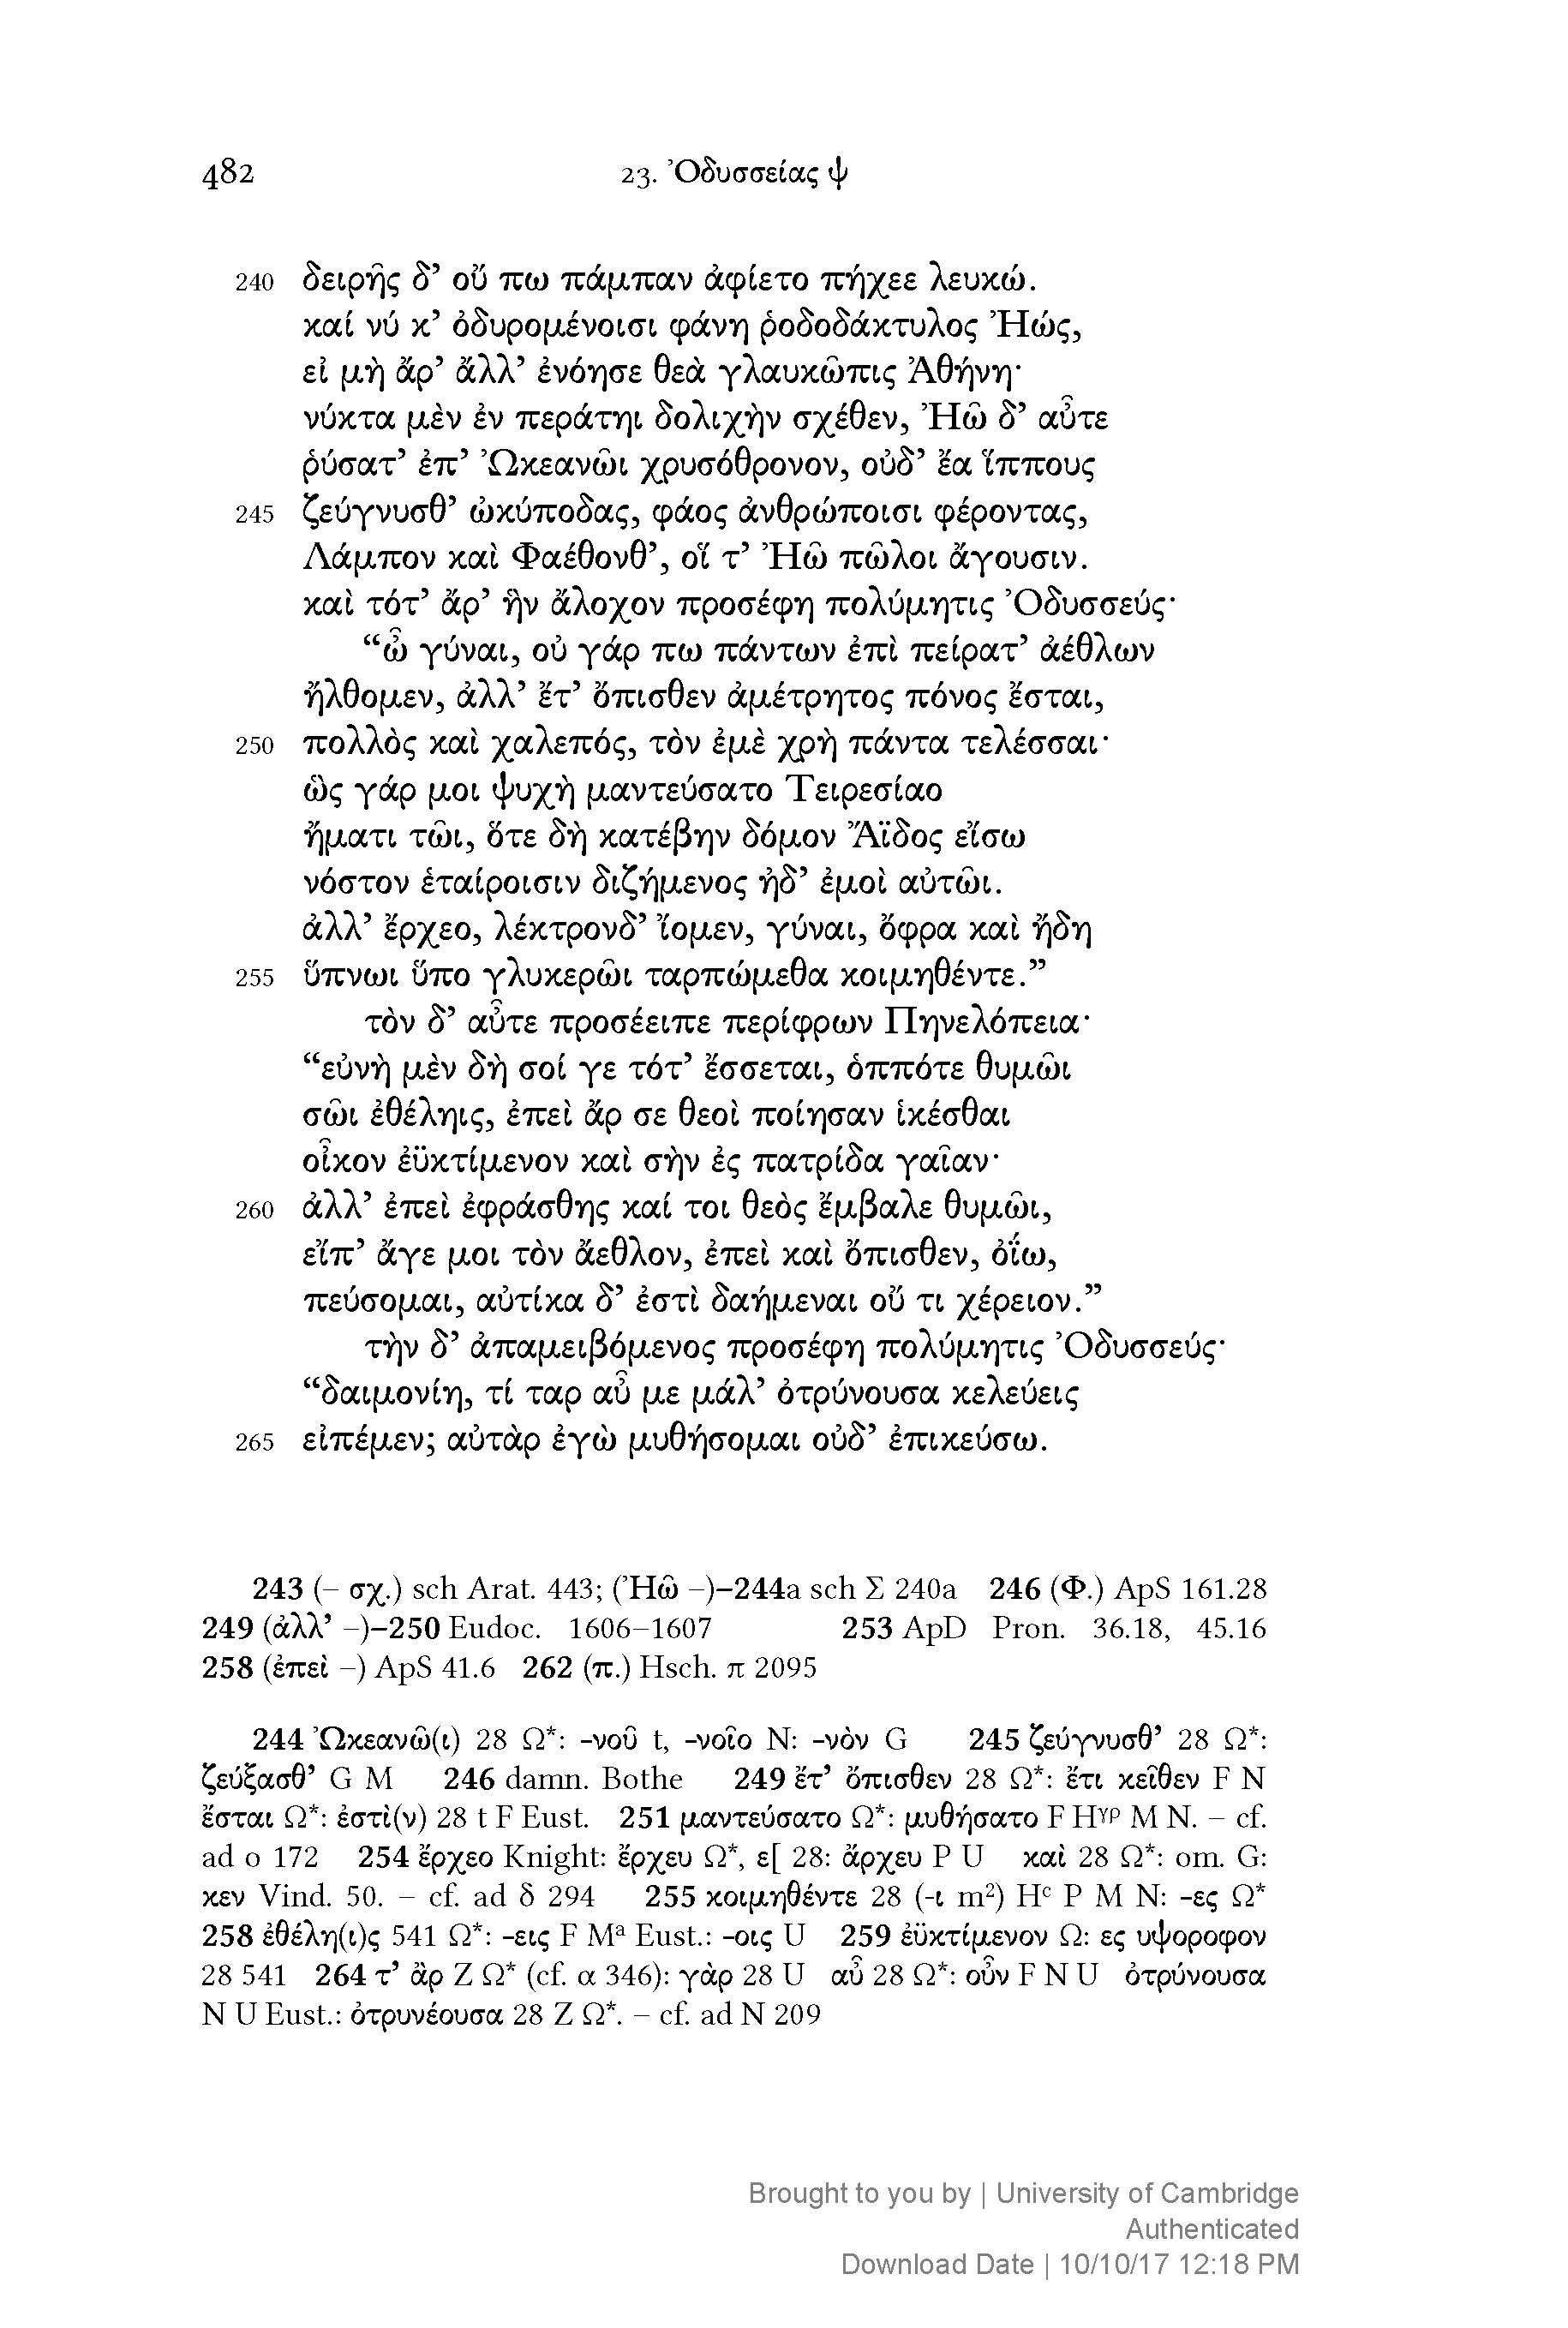 482 23. Ὀδυσσείας ψ
240 δειρῆς δ’ οὔ πω πάμπαν ἀφίετο πήχεε λευκώ.
καί νύ κ’ ὀδυρομένοισι φάνη ῥοδοδάκτυλος Ἠώς,
εἰ μὴ ἄρ’ ἄλλ’ ἐνόησε θεὰ γλαυκῶπις Ἀθήνη·
νύκτα μὲν ἐν περάτηι δολιχὴν σχέθεν, Ἠῶ δ’ αὖτε
ῥύσατ’ ἐπ’ Ὠκεανῶι χρυσόθρονον, οὐδ’ ἔα ἵππους
245 ζεύγνυσθ’ ὠκύποδας, φάος ἀνθρώποισι φέροντας,
Λάμπον καὶ Φαέθονθ’, οἵ τ’ Ἠῶ πῶλοι ἄγουσιν.
καὶ τότ’ ἄρ’ ἣν ἄλοχον προσέφη πολύμητις Ὀδυσσεύς·
“ὦ γύναι, οὐ γάρ πω πάντων ἐπὶ πείρατ’ ἀέθλων
ἤλθομεν, ἀλλ’ ἔτ’ ὄπισθεν ἀμέτρητος πόνος ἔσται,
250 πολλὸς καὶ χαλεπός, τὸν ἐμὲ χρὴ πάντα τελέσσαι·
ὣς γάρ μοι ψυχὴ μαντεύσατο Τειρεσίαο
ἤματι τῶι, ὅτε δὴ κατέβην δόμον Ἄϊδος εἴσω
νόστον ἑταίροισιν διζήμενος ἠδ’ ἐμοὶ αὐτῶι.
ἀλλ’ ἔρχεο, λέκτρονδ’ ἴομεν, γύναι, ὄφρα καὶ ἤδη
255 ὕπνωι ὕπο γλυκερῶι ταρπώμεθα κοιμηθέντε.”
τὸν δ’ αὖτε προσέειπε περίφρων Πηνελόπεια·
“εὐνὴ μὲν δὴ σοί γε τότ’ ἔσσεται, ὁππότε θυμῶι
σῶι ἐθέληις, ἐπεὶ ἄρ σε θεοὶ ποίησαν ἱκέσθαι
οἶκον ἐϋκτίμενον καὶ σὴν ἐς πατρίδα γαῖαν·
260 ἀλλ’ ἐπεὶ ἐφράσθης καί τοι θεὸς ἔμβαλε θυμῶι,
εἴπ’ ἄγε μοι τὸν ἄεθλον, ἐπεὶ καὶ ὄπισθεν, ὀΐω,
πεύσομαι, αὐτίκα δ’ ἐστὶ δαήμεναι οὔ τι χέρειον.”
τὴν δ’ ἀπαμειβόμενος προσέφη πολύμητις Ὀδυσσεύς·
“δαιμονίη, τί ταρ αὖ με μάλ’ ὀτρύνουσα κελεύεις
265 εἰπέμεν; αὐτὰρ ἐγὼ μυθήσομαι οὐδ’ ἐπικεύσω.
243 (– σχ.) sch Arat. 443; (Ἠῶ –)–244a sch Σ 240a 246 (Φ.) ApS 161.28
249 (ἀλλ’ –)–250 Eudoc. 1606–1607 253 ApD Pron. 36.18, 45.16
258 (ἐπεὶ –) ApS 41.6 262 (π.) Hsch. π 2095
244 Ὠκεανῶ(ι) 28 Ω*: -νοῦ t, -νοῖο N: -νὸν G 245 ζεύγνυσθ’ 28 Ω*:
ζεύξασθ’ G M 246 damn. Bothe 249 ἔτ’ ὄπισθεν 28 Ω*: ἔτι κεῖθεν F N
ἔσται Ω*: ἐστὶ(ν) 28 t F Eust. 251 μαντεύσατο Ω*: μυθήσατο F Hγρ M N. – cf.
ad ο 172 254 ἔρχεο Knight: ἔρχευ Ω*, ε[ 28: ἄρχευ P U καὶ 28 Ω*: om. G:
κεν Vind. 50. – cf. ad δ 294 255 κοιμηθέντε 28 (-ι m²) Hᶜ P M N: -ες Ω*
258 ἐθέλη(ι)ς 541 Ω*: -εις F Mᵃ Eust.: -οις U 259 ἐϋκτίμενον Ω: ες υψοροφον
28 541 264 τ’ ἂρ Z Ω* (cf. α 346): γὰρ 28 U αὖ 28 Ω*: οὖν F N U ὀτρύνουσα
N U Eust.: ὀτρυνέουσα 28 Z Ω*. – cf. ad N 209
Brought to you by | University of Cambridge
Authenticated
Download Date | 10/10/17 12:18 PM